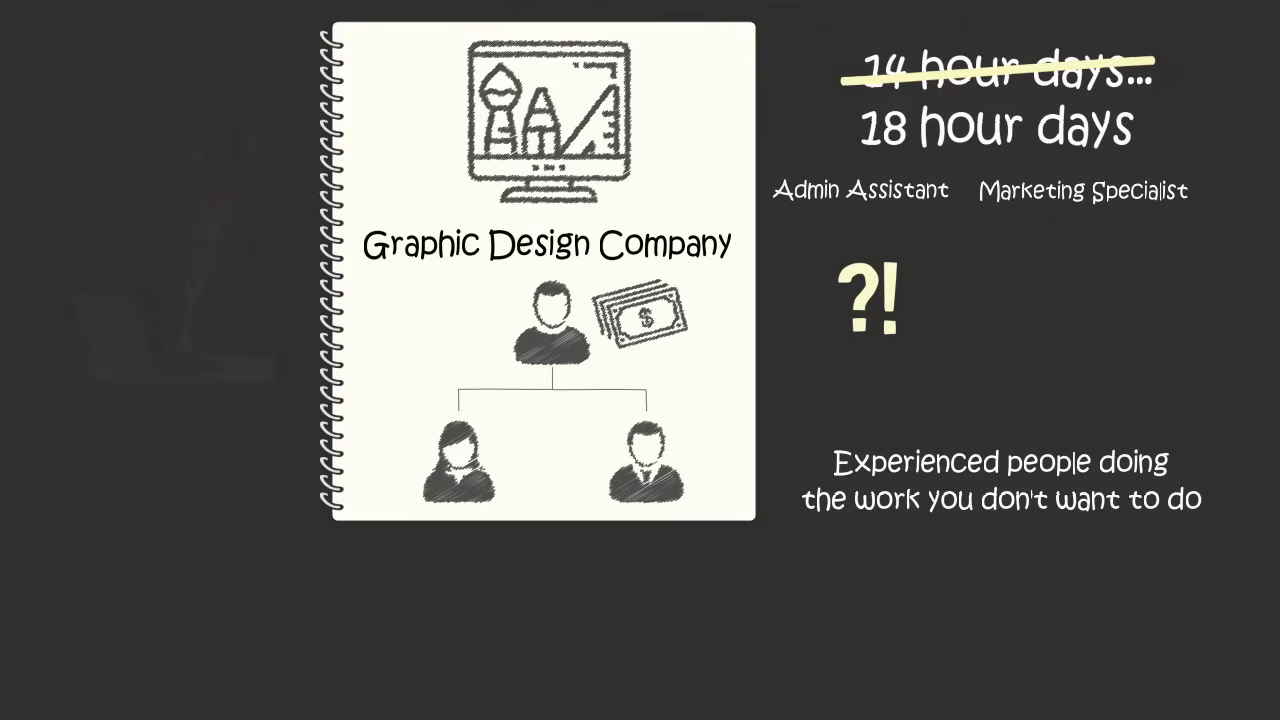 Graphic Design Company
$
14 hour days...
18 hour days
Admin Assistant Marketing Specialist
?!
Experienced people doing
the work you don't want to do